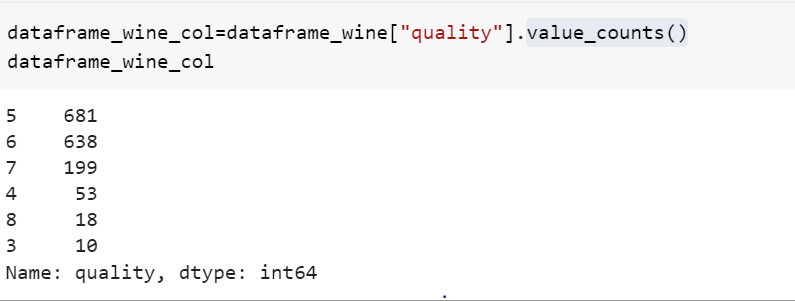 dataframe_wine_col=dataframe_wine["quality"].value_counts()
dataframe_wine_col
5    681
6    638
7    199
4     53
8     18
3     10
Name: quality, dtype: int64